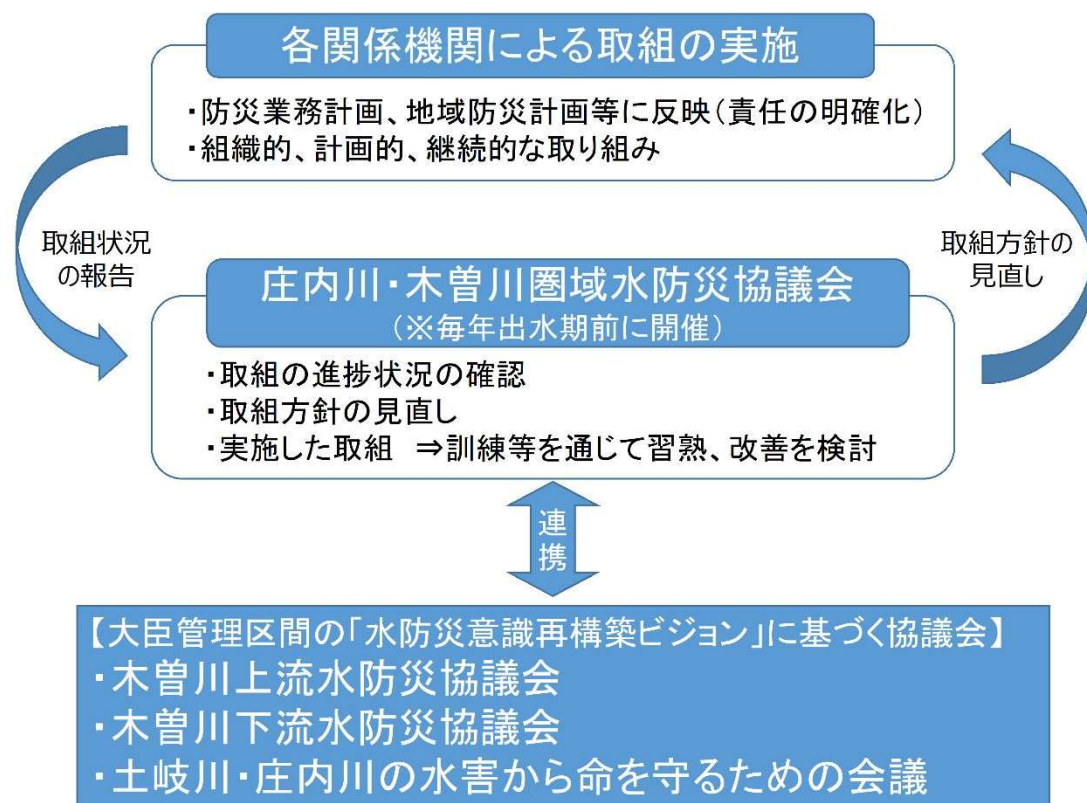 各関係機関による取組の実施
・防災業務計画、地域防災計画等に反映(責任の明確化)
・組織的、計画的、継続的な取り組み
取組状況
の報告
取組方針の
見直し
庄内川・木曽川圏域水防災協議会
(※毎年出水期前に開催)
・取組の進捗状況の確認
・取組方針の見直し
・実施した取組 ⇒訓練等を通じて習熟、改善を検討
連
携
【大臣管理区間の「水防災意識再構築ビジョン」に基づく協議会】
・木曽川上流水防災協議会
・木曽川下流水防災協議会
・土岐川・庄内川の水害から命を守るための会議